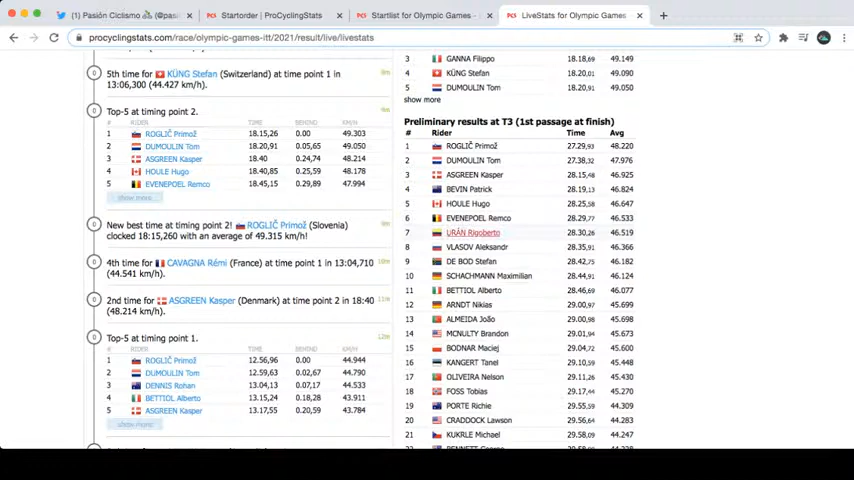 (1) Pasión Ciclismo
Startorder | ProCyclingStats
Startlist for Olympic Games -
LiveStats for Olympic Games
procyclingstats.com/race/olympic-games-itt/2021/result/live/livestats
5th time for KÜNG Stefan (Switzerland) at time point 1 in
13:06,300 (44.427 km/h).
Top-5 at timing point 2.
# RIDER TIME BEHIND KM/H
1 ROGLIČ Primož 18.15,26 0.00 49.303
2 DUMOULIN Tom 18.20,91 0.05,65 49.050
3 ASGREEN Kasper 18.40 0.24,74 48.214
4 HOULE Hugo 18.40,85 0.25,59 48.178
5 EVENEPOEL Remco 18.45,15 0.29,89 47.994
show more
New best time at timing point 2! ROGLIČ Primož (Slovenia)
clocked 18:15,260 with an average of 49.315 km/h!
4th time for CAVAGNA Rémi (France) at time point 1 in 13:04,710
(44.541 km/h).
2nd time for ASGREEN Kasper (Denmark) at time point 2 in 18:40
(48.214 km/h).
11m
Top-5 at timing point 1.
12m
# RIDER TIME BEHIND KM/H
1 ROGLIČ Primož 12.56,96 0.00 44.944
2 DUMOULIN Tom 12.59,63 0.02,67 44.790
3 DENNIS Rohan 13.04,13 0.07,17 44.533
4 BETTIOL Alberto 13.15,24 0.18,28 43.911
5 ASGREEN Kasper 13.17,55 0.20,59 43.784
show more
3 GANNA Filippo 18.18,69 49.149
4 KÜNG Stefan 18.20,01 49.090
5 DUMOULIN Tom 18.20,91 49.050
show more
Preliminary results at T3 (1st passage at finish)
# Rider Time Avg
1 ROGLIČ Primož 27.29,93 48.220
2 DUMOULIN Tom 27.38,32 47.976
3 ASGREEN Kasper 28.15,48 46.925
4 BEVIN Patrick 28.19,13 46.824
5 HOULE Hugo 28.25,58 46.647
6 EVENEPOEL Remco 28.29,77 46.533
7 URÁN Rigoberto 28.30,26 46.519
8 VLASOV Aleksandr 28.35,91 46.366
9 DE BOD Stefan 28.42,75 46.182
10 SCHACHMANN Maximilian 28.44,91 46.124
11 BETTIOL Alberto 28.46,69 46.077
12 ARNDT Nikias 29.00,97 45.699
13 ALMEIDA João 29.00,98 45.698
14 MCNULTY Brandon 29.01,94 45.673
15 BODNAR Maciej 29.04,72 45.600
16 KANGERT Tanel 29.10,59 45.448
17 OLIVEIRA Nelson 29.11,26 45.430
18 FOSS Tobias 29.17,44 45.270
19 PORTE Richie 29.55,59 44.309
20 CRADDOCK Lawson 29.56,64 44.283
21 KUKRLE Michael 29.58,09 44.247